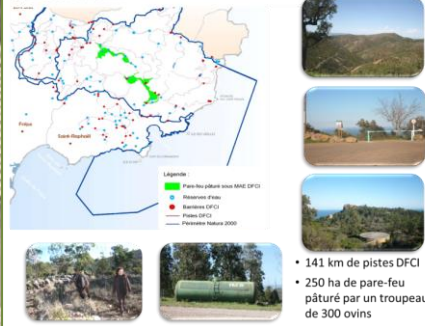 Fréjus
Saint-Raphaël
Légende :
Pare-feu pâturé sous MAE DFCI
Réserves d'eau
Barrières DFCI
Pistes DFCI
Périmètre Natura 2000
• 141 km de pistes DFCI
• 250 ha de pare-feu
pâturé par un troupeau
de 300 ovins